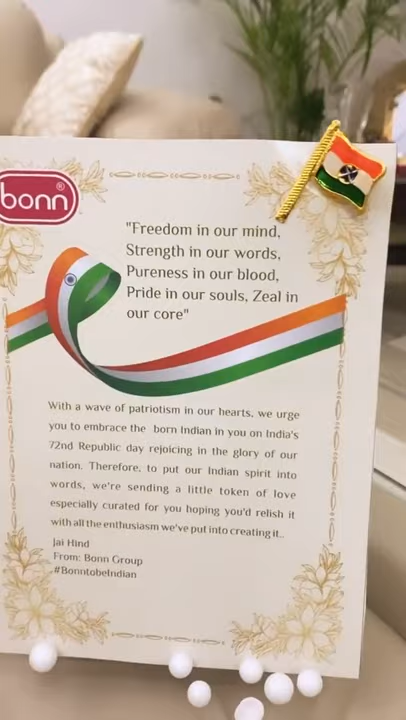 bonn®
"Freedom in our mind,
Strength in our words,
Pureness in our blood,
Pride in our souls, Zeal in
our core"
With a wave of patriotism in our hearts, we urge
you to embrace the born Indian in you on India's
72nd Republic day rejoicing in the glory of our
nation. Therefore, to put our Indian spirit into
words, we're sending a little token of love
especially curated for you hoping you'd relish it
with all the enthusiasm we've put into creating it..
Jai Hind
From: Bonn Group
#BonntobeIndian